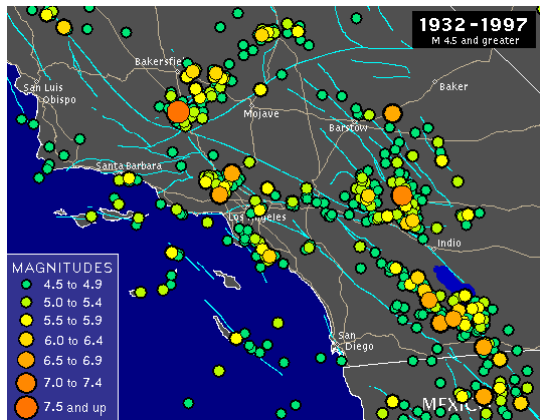 1932-1997
M 4.5 and greater
Bakersfie
Baker
San Luis
Obispo
Mojave
Barstow
Santa Barbara
Los Angeles
Indio
MAGNITUDES
4.5 to 4.9
5.0 to 5.4
5.5 to 5.9
6.0 to 6.4
6.5 to 6.9
7.0 to 7.4
7.5 and up
San
Diego
MEXIC